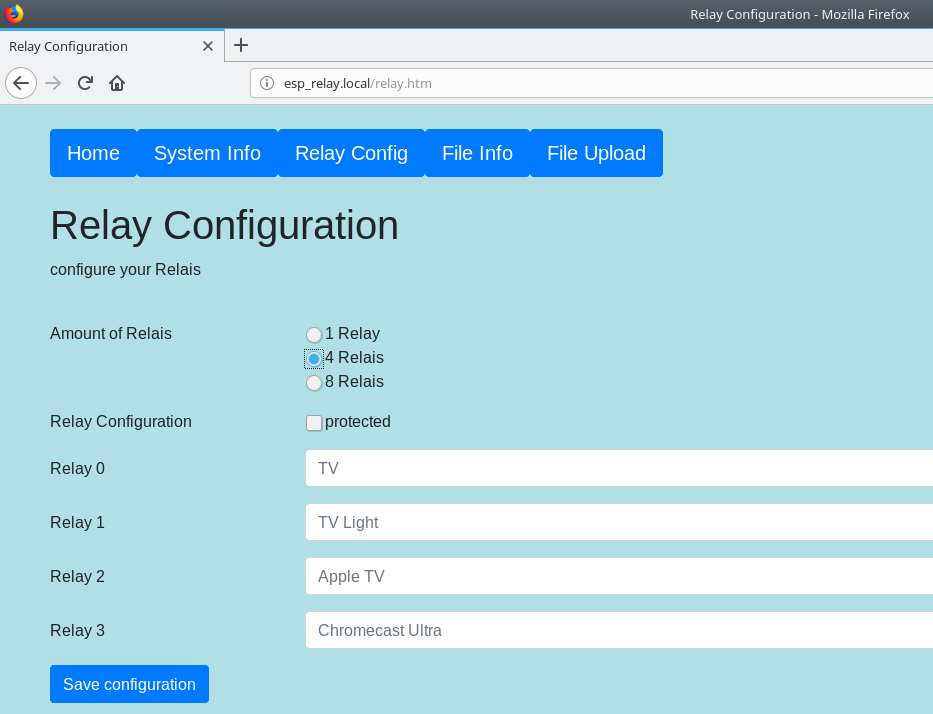 Relay Configuration - Mozilla Firefox
Relay Configuration
esp_relay.local/relay.htm
Home System Info Relay Config File Info File Upload
Relay Configuration
configure your Relais
Amount of Relais 1 Relay
4 Relais
8 Relais
Relay Configuration protected
Relay 0 TV
Relay 1 TV Light
Relay 2 Apple TV
Relay 3 Chromecast Ultra
Save configuration